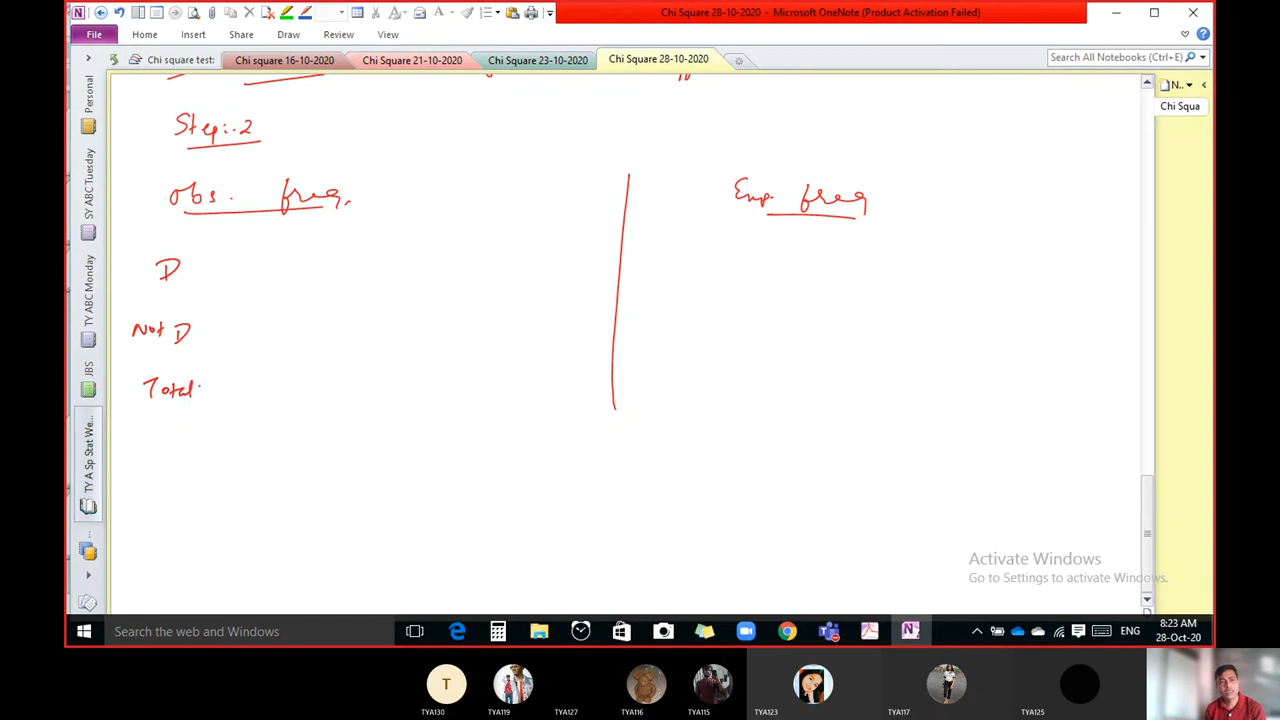 Chi Square 28-10-2020 - Microsoft OneNote (Product Activation Failed)
File Home Insert Share Draw Review View
Chi square test: Chi square 16-10-2020 Chi Square 21-10-2020 Chi Square 23-10-2020 Chi Square 28-10-2020
Search All Notebooks (Ctrl+E)
N..
Chi Squa
Personal
SY ABC Tuesday
TY ABC Monday
JBS
TY A Sp Stat We...
Step:-2
Obs. freq.
Exp. freq
D
Not D
Total
Activate Windows
Go to Settings to activate Windows.
Search the web and Windows
ENG
8:23 AM
28-Oct-20
T
TYA130 TYA119 TYA127 TYA116 TYA115 TYA123 TYA117 TYA125